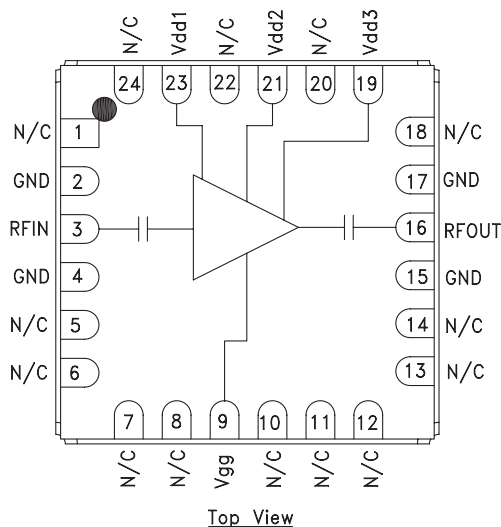 N/C Vdd1 N/C Vdd2 N/C Vdd3
24 23 22 21 20 19
N/C 1 18 N/C
GND 2 17 GND
RFIN 3 16 RFOUT
GND 4 15 GND
N/C 5 14 N/C
N/C 6 13 N/C
7 8 9 10 11 12
N/C N/C Vgg N/C N/C N/C
Top View